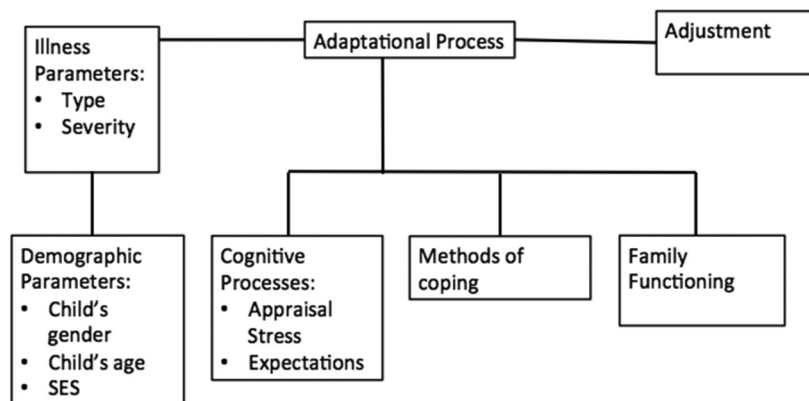 Illness
Parameters:
• Type
• Severity
Adaptational Process
Adjustment
Demographic
Parameters:
• Child's
gender
• Child's age
• SES
Cognitive
Processes:
• Appraisal
Stress
• Expectations
Methods of
coping
Family
Functioning